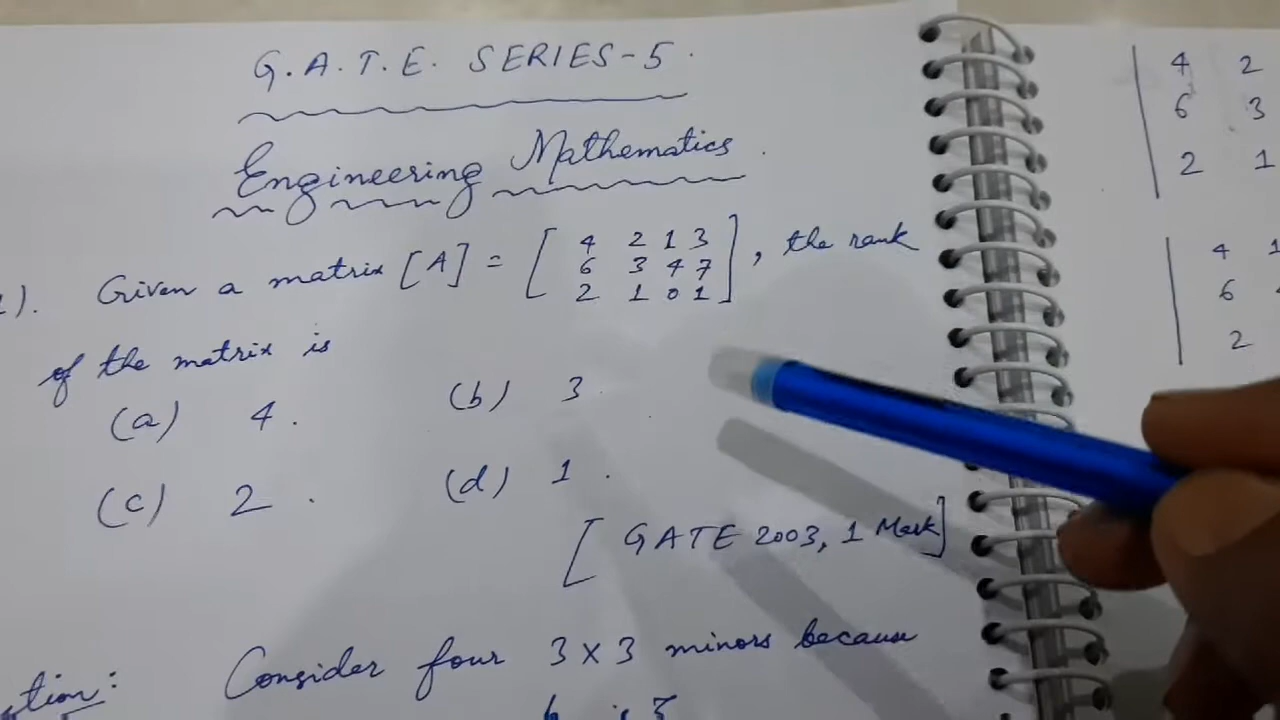 G.A.T.E. SERIES-5.
Engineering Mathematics.
1). Given a matrix [A] = [ 4 2 1 3
6 3 4 7
2 1 0 1 ], the rank
of the matrix is
(a) 4.
(b) 3
(c) 2.
(d) 1.
[GATE 2003, 1 Mark]
Consider four 3 X 3 minors because
4 2
6 3
2 1
4 1
6
2